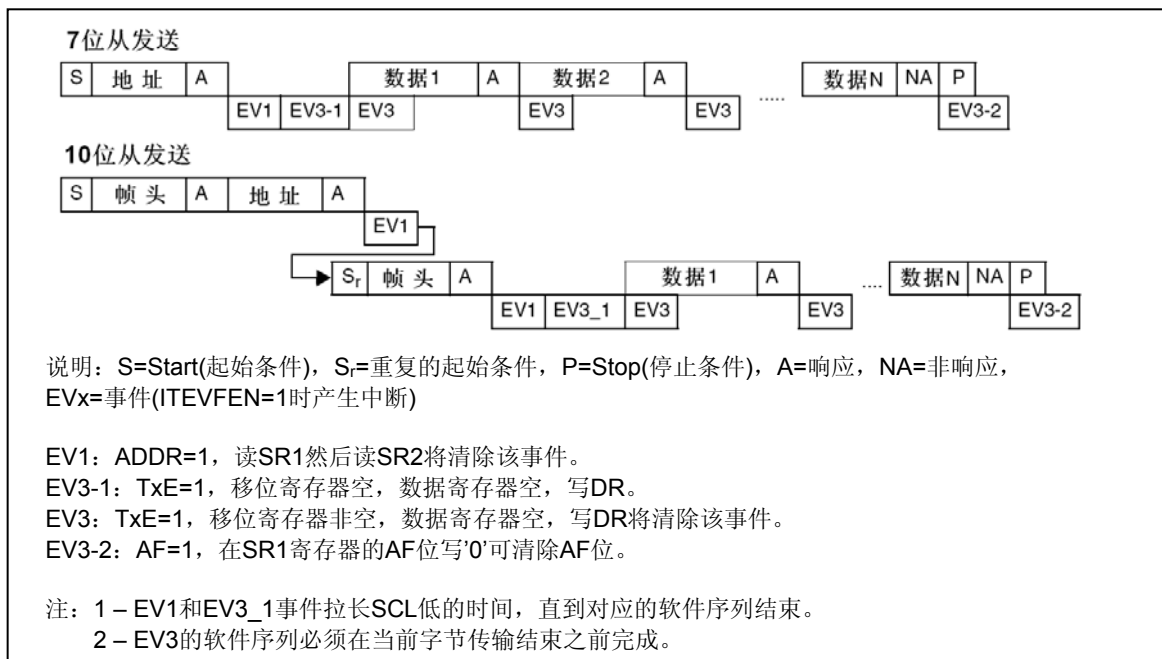 7位从发送
S 地址 A 数据1 A 数据2 A ..... 数据N NA P
EV1 EV3-1 EV3 EV3 EV3 EV3-2
10位从发送
S 帧头 A 地址 A
EV1
Sr 帧头 A 数据1 A .... 数据N NA P
EV1 EV3_1 EV3 EV3 EV3-2
说明：S=Start(起始条件)，Sr=重复的起始条件，P=Stop(停止条件)，A=响应，NA=非响应，
EVx=事件(ITEVFEN=1时产生中断)
EV1：ADDR=1，读SR1然后读SR2将清除该事件。
EV3-1：TxE=1，移位寄存器空，数据寄存器空，写DR。
EV3：TxE=1，移位寄存器非空，数据寄存器空，写DR将清除该事件。
EV3-2：AF=1，在SR1寄存器的AF位写'0'可清除AF位。
注：1 – EV1和EV3_1事件拉长SCL低的时间，直到对应的软件序列结束。
2 – EV3的软件序列必须在当前字节传输结束之前完成。